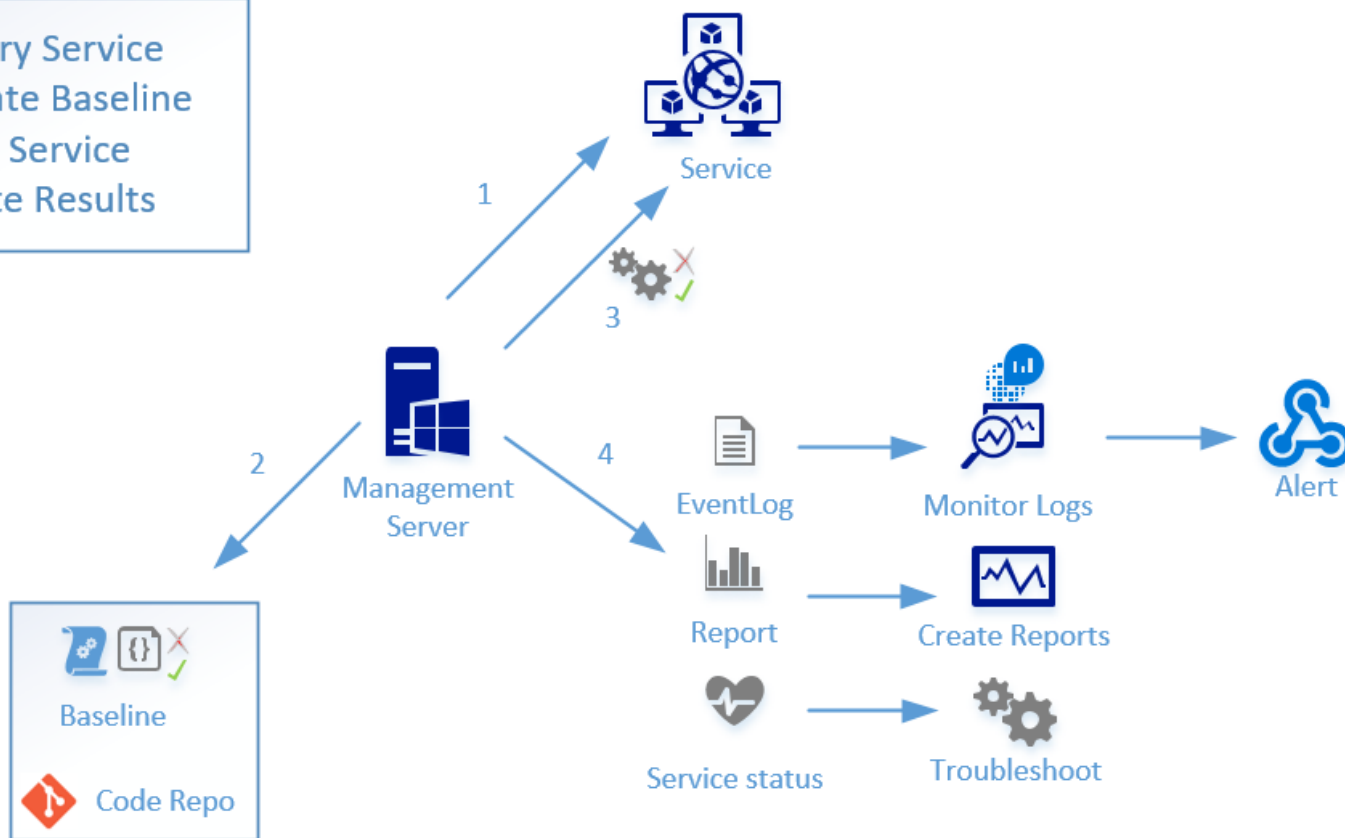 ry Service
te Baseline
Service
e Results
Service
1
3
Management
Server
2
4
EventLog
Monitor Logs
Alert
Report
Create Reports
Baseline
Service status
Troubleshoot
{}
Code Repo